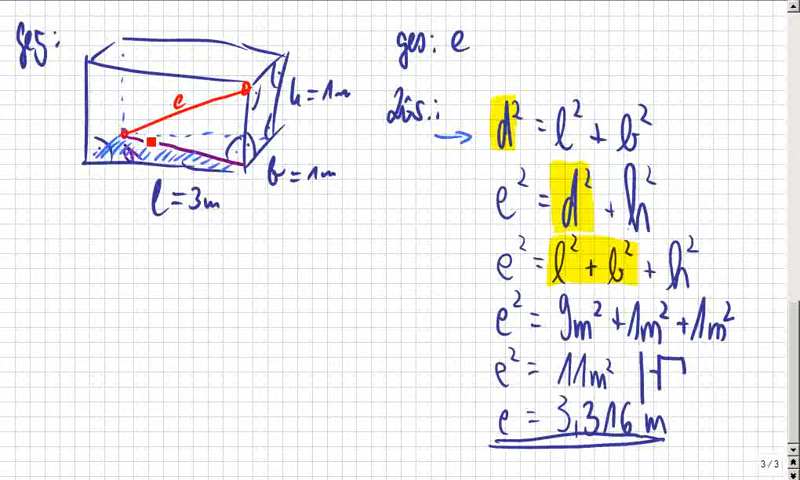 geg:
e
h = 1m
b = 1m
l = 3m
ges: e
Lös.:
d² = l² + b²
e² = d² + h²
e² = l² + b² + h²
e² = 9m² + 1m² + 1m²
e² = 11m² |√
e = 3,316 m
3/3